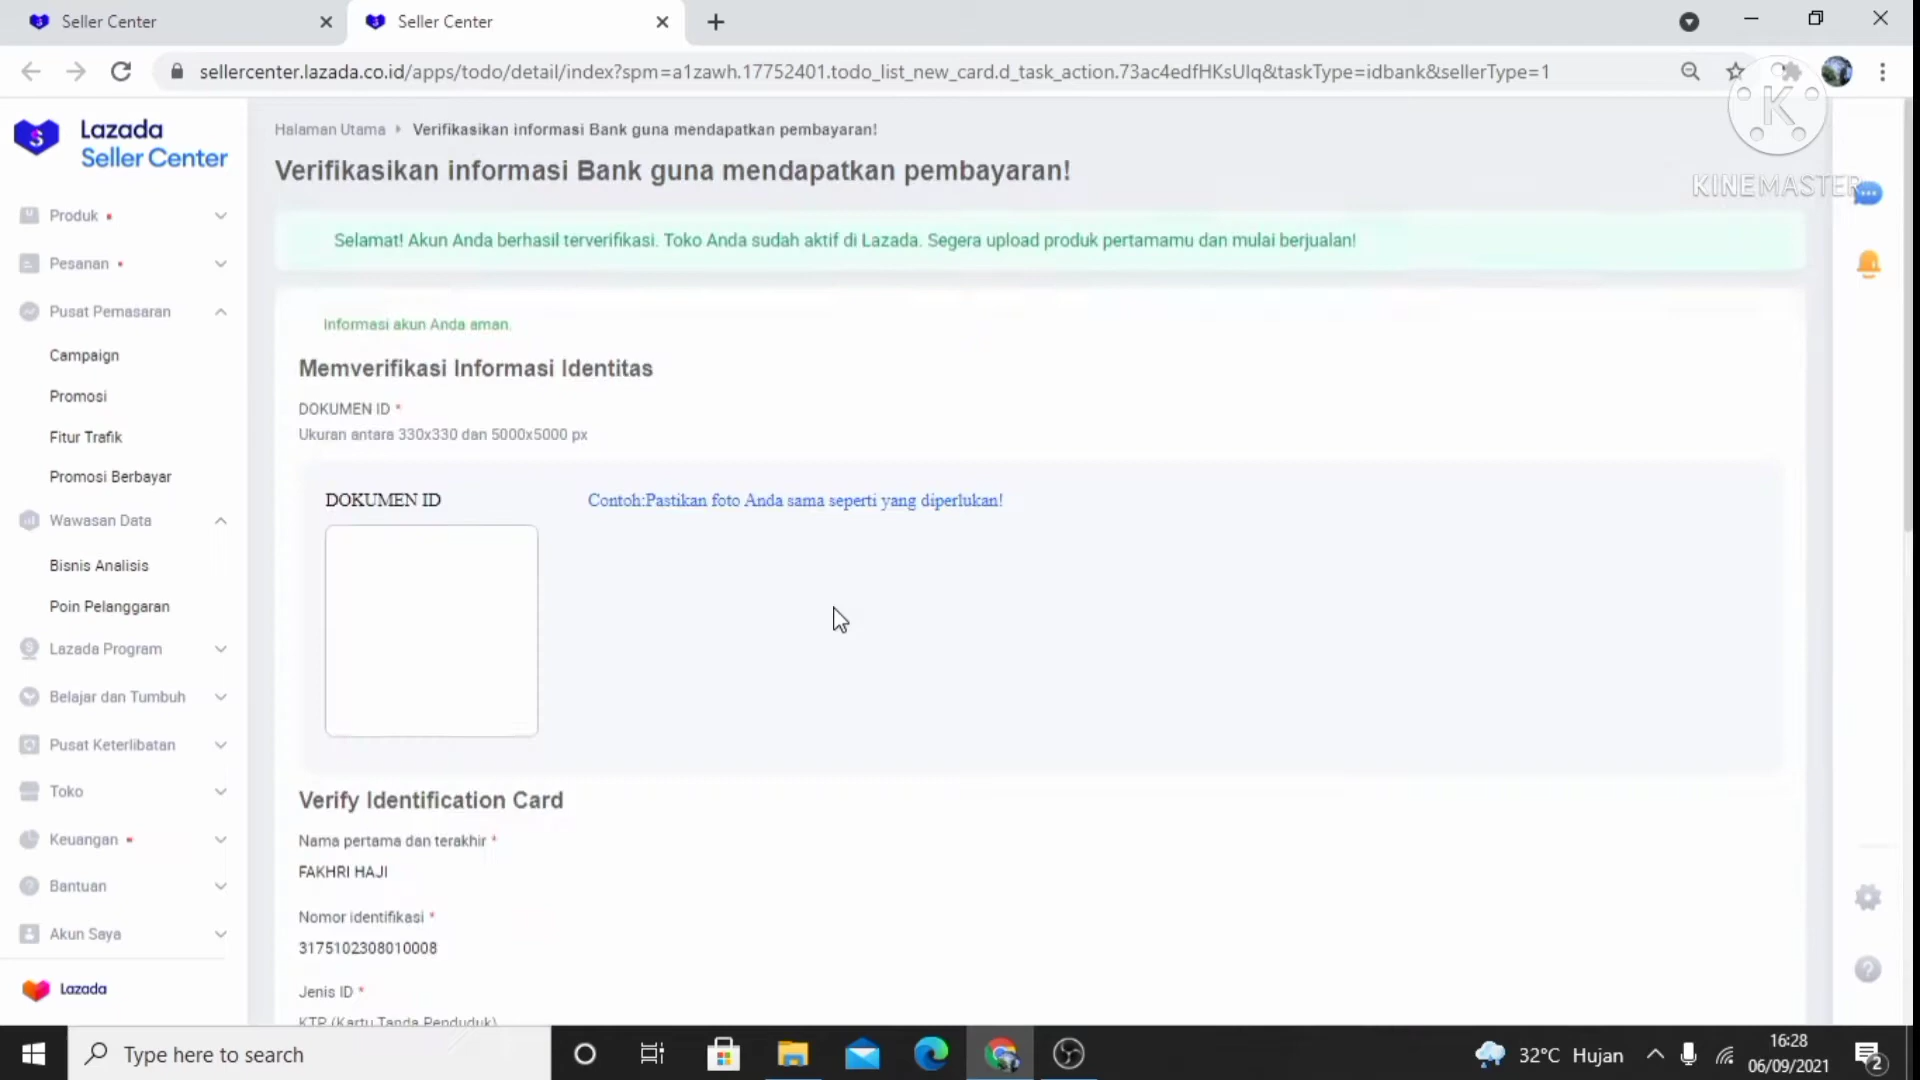 Seller Center
Seller Center
sellercenter.lazada.co.id/apps/todo/detail/index?spm=a1zawh.17752401.todo_list_new_card.d_task_action.73ac4edfHKsUIq&taskType=idbank&sellerType=1
K
KINEMASTER
Lazada
Seller Center
Produk
Pesanan
Pusat Pemasaran
Campaign
Promosi
Fitur Trafik
Promosi Berbayar
Wawasan Data
Bisnis Analisis
Poin Pelanggaran
Lazada Program
Belajar dan Tumbuh
Pusat Keterlibatan
Toko
Keuangan
Bantuan
Akun Saya
Lazada
Halaman Utama Verifikasikan informasi Bank guna mendapatkan pembayaran!
Verifikasikan informasi Bank guna mendapatkan pembayaran!
Selamat! Akun Anda berhasil terverifikasi. Toko Anda sudah aktif di Lazada. Segera upload produk pertamamu dan mulai berjualan!
Informasi akun Anda aman.
Memverifikasi Informasi Identitas
DOKUMEN ID *
Ukuran antara 330x330 dan 5000x5000 px
DOKUMEN ID
Contoh:Pastikan foto Anda sama seperti yang diperlukan!
Verify Identification Card
Nama pertama dan terakhir *
FAKHRI HAJI
Nomor identifikasi *
3175102308010008
Jenis ID *
KTP (Kartu Tanda Penduduk)
Type here to search
32°C Hujan
16:28
06/09/2021
2